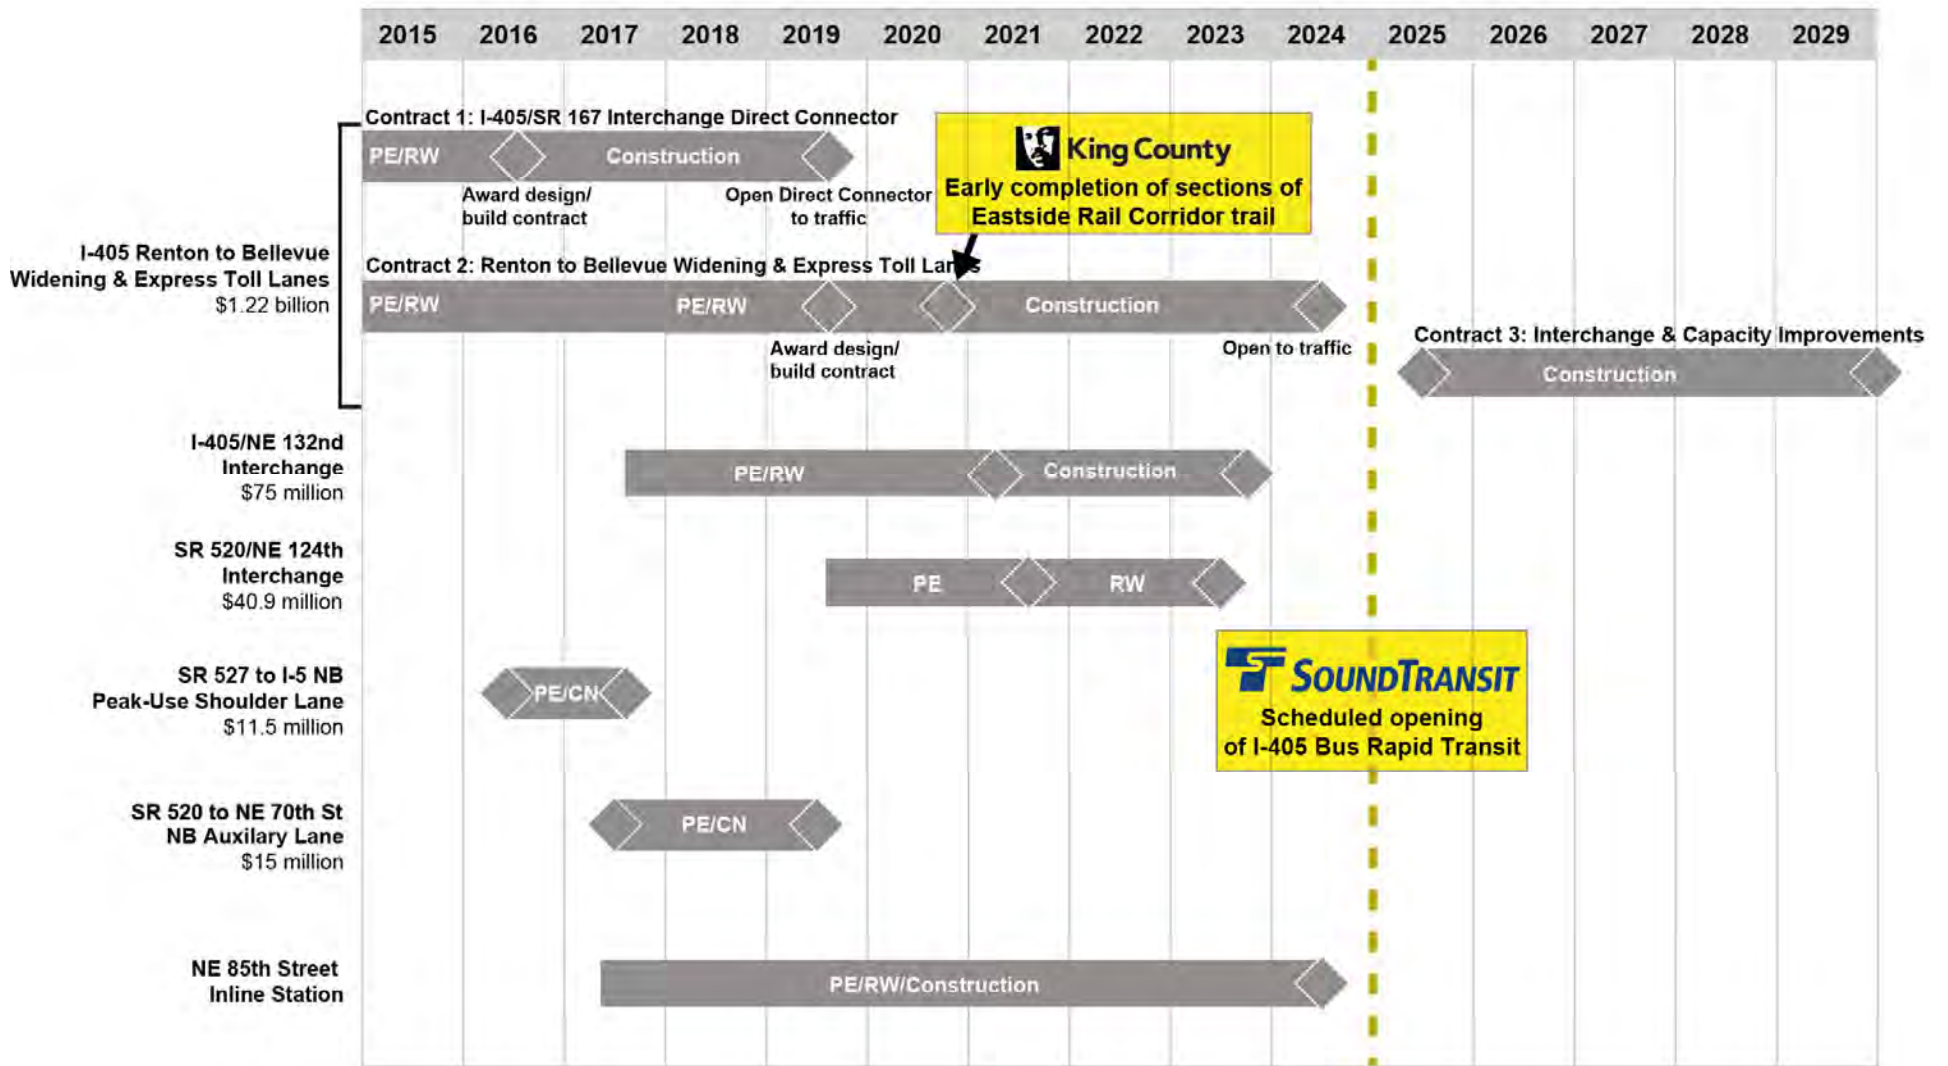 2015 2016 2017 2018 2019 2020 2021 2022 2023 2024 2025 2026 2027 2028 2029
Contract 1: I-405/SR 167 Interchange Direct Connector
PE/RW Construction
Award design/
build contract
Open Direct Connector
to traffic
King County
Early completion of sections of
Eastside Rail Corridor trail
I-405 Renton to Bellevue
Widening & Express Toll Lanes
$1.22 billion
Contract 2: Renton to Bellevue Widening & Express Toll Lanes
PE/RW PE/RW Construction
Award design/
build contract
Open to traffic
Contract 3: Interchange & Capacity Improvements
Construction
I-405/NE 132nd
Interchange
$75 million
PE/RW Construction
SR 520/NE 124th
Interchange
$40.9 million
PE RW
SR 527 to I-5 NB
Peak-Use Shoulder Lane
$11.5 million
PE/CN
SOUNDTRANSIT
Scheduled opening
of I-405 Bus Rapid Transit
SR 520 to NE 70th St
NB Auxilary Lane
$15 million
PE/CN
NE 85th Street
Inline Station
PE/RW/Construction